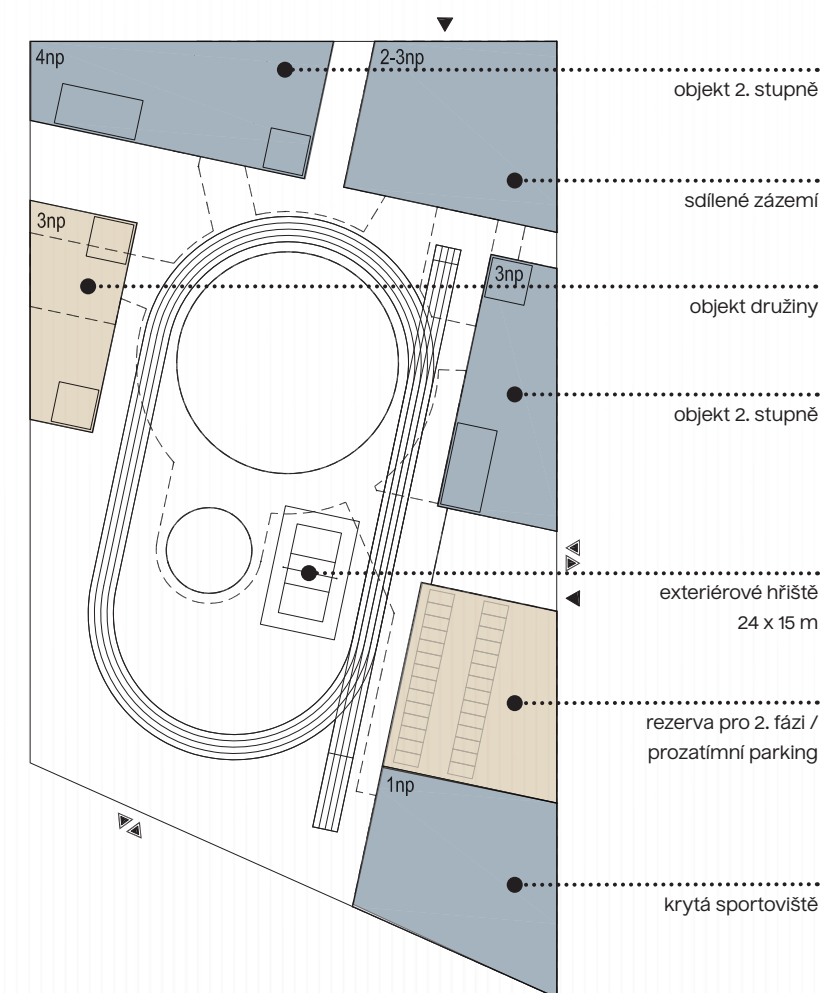 4np
2-3np
objekt 2. stupně
sdílené zázemí
3np
3np
objekt družiny
objekt 2. stupně
exteriérové hřiště
24 x 15 m
rezerva pro 2. fázi /
prozatímní parking
1np
krytá sportoviště